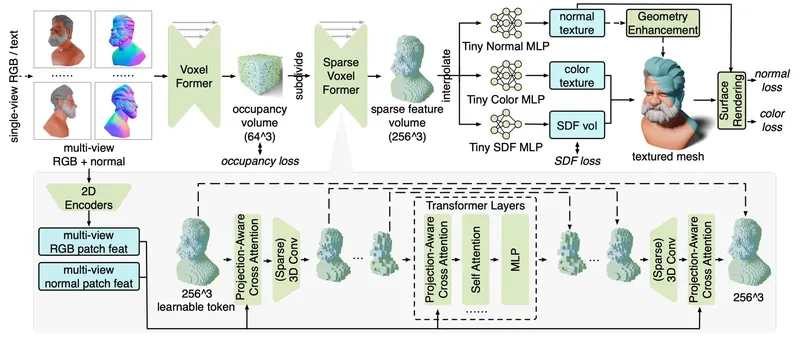 single-view RGB / text
......
......
multi-view
RGB + normal
Voxel
Former
occupancy
volume
(64^3)
occupancy loss
subdivide
Sparse
Voxel
Former
sparse feature
volume
(256^3)
interpolate
Tiny Normal MLP
Tiny Color MLP
Tiny SDF MLP
normal
texture
color
texture
SDF vol
SDF loss
Geometry
Enhancement
textured mesh
Surface
Rendering
normal
loss
color
loss
2D
Encoders
multi-view
RGB patch feat
multi-view
normal patch feat
256^3
learnable token
Projection-Aware
Cross Attention
(Sparse)
3D Conv
...
Transformer Layers
Projection-Aware
Cross Attention
Self Attention
MLP
......
...
(Sparse)
3D Conv
Projection-Aware
Cross Attention
256^3